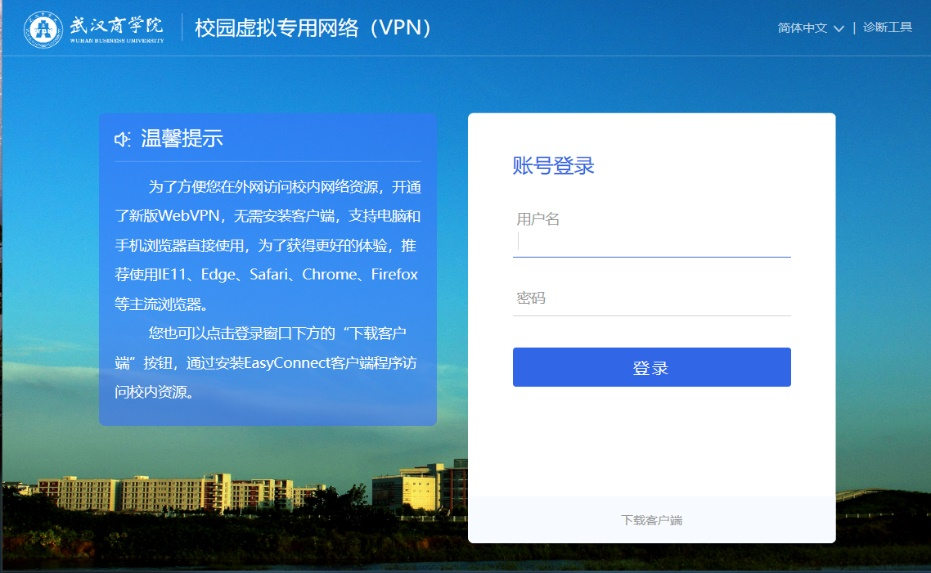 武汉商学院
WUHAN BUSINESS UNIVERSITY
校园虚拟专用网络（VPN）
简体中文 | 诊断工具
温馨提示
为了方便您在外网访问校内网络资源，开通
了新版WebVPN，无需安装客户端，支持电脑和
手机浏览器直接使用，为了获得更好的体验，推
荐使用IE11、Edge、Safari、Chrome、Firefox
等主流浏览器。
您也可以点击登录窗口下方的“下载客户
端”按钮，通过安装EasyConnect客户端程序访
问校内资源。
账号登录
用户名
密码
登录
下载客户端